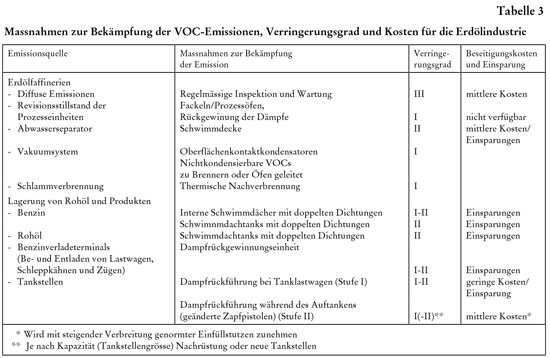 Tabelle 3
Massnahmen zur Bekämpfung der VOC-Emissionen, Verringerungsgrad und Kosten für die Erdölindustrie
Emissionsquelle Massnahmen zur Bekämpfung Verringe- Beseitigungskosten
der Emission rungsgrad und Einsparung
Erdölfaffinerien
- Diffuse Emissionen Regelmässige Inspektion und Wartung III mittlere Kosten
- Revisionsstillstand der Fackeln/Prozessöfen,
Prozesseinheiten Rückgewinnung der Dämpfe I nicht verfügbar
- Abwasserseparator Schwimmdecke II mittlere Kosten/
Einsparungen
- Vakuumsystem Oberflächenkontaktkondensatoren I
Nichtkondensierbare VOCs
zu Brennern oder Öfen geleitet
- Schlammverbrennung Thermische Nachverbrennung I
Lagerung von Rohöl und Produkten
- Benzin Interne Schwimmdächer mit doppelten Dichtungen I-II Einsparungen
Schwimnmdachtanks mit doppelten Dichtungen II Einsparungen
- Rohöl Schwimmdachtanks mit doppelten Dichtungen II Einsparungen
- Benzinverladeterminals Dampfrückgewinnungseinheit
(Be- und Entladen von Lastwagen,
Schleppkähnen und Zügen) I-II Einsparungen
- Tankstellen Dampfrückführung bei Tanklastwagen (Stufe I) I-II geringe Kosten/
Einsparung
Dampfrückführung während des Auftankens
(geänderte Zapfpistolen) (Stufe II) I(-II)** mittlere Kosten*
* Wird mit steigender Verbreitung genormter Einfüllstutzen zunehmen
** Je nach Kapazität (Tankstellengrösse) Nachrüstung oder neue Tankstellen